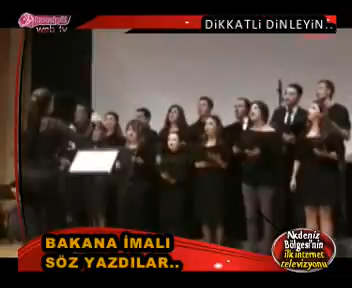 web tv
DİKKATLİ DİNLEYİN..
BAKANA İMALI
SÖZ YAZDILAR..
Akdeniz
Bölgesi'nin
ilk internet
televizyonu